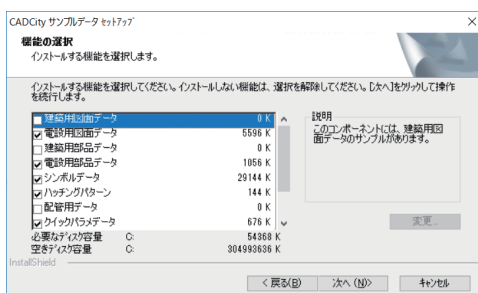 CADCity サンプルデータ セットアップ
機能の選択
インストールする機能を選択します。
インストールする機能を選択してください。インストールしない機能は、選択を解除してください。[次へ]をクリックして操作
を続行します。
建築用図面データ 0 K
電設用図面データ 5596 K
建築用部品データ 0 K
電設用部品データ 1056 K
シンボルデータ 29144 K
ハッチングパターン 144 K
配管用データ 0 K
クイックパラメデータ 676 K
説明
このコンポーネントには、建築用図
面データのサンプルがあります。
必要なディスク容量 C: 54368 K
空きディスク容量 C: 304993636 K
変更...
InstallShield
< 戻る(B) 次へ (N)> キャンセル